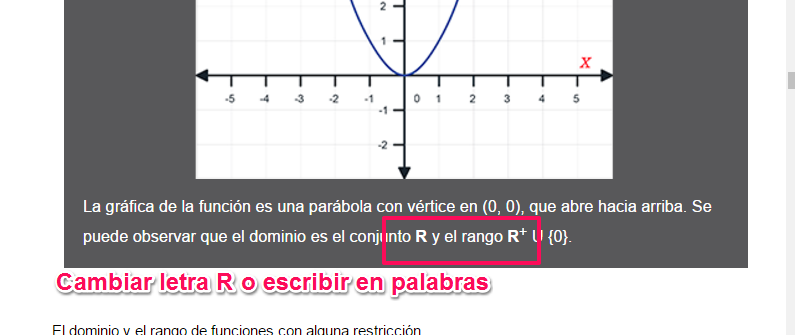 2
1
X
-5 -4 -3 -2 -1 0 1 2 3 4 5
-1
-2
La gráfica de la función es una parábola con vértice en (0, 0), que abre hacia arriba. Se
puede observar que el dominio es el conjunto R y el rango R⁺ U {0}.
Cambiar letra R o escribir en palabras
El dominio y el rango de funciones con alguna restricción